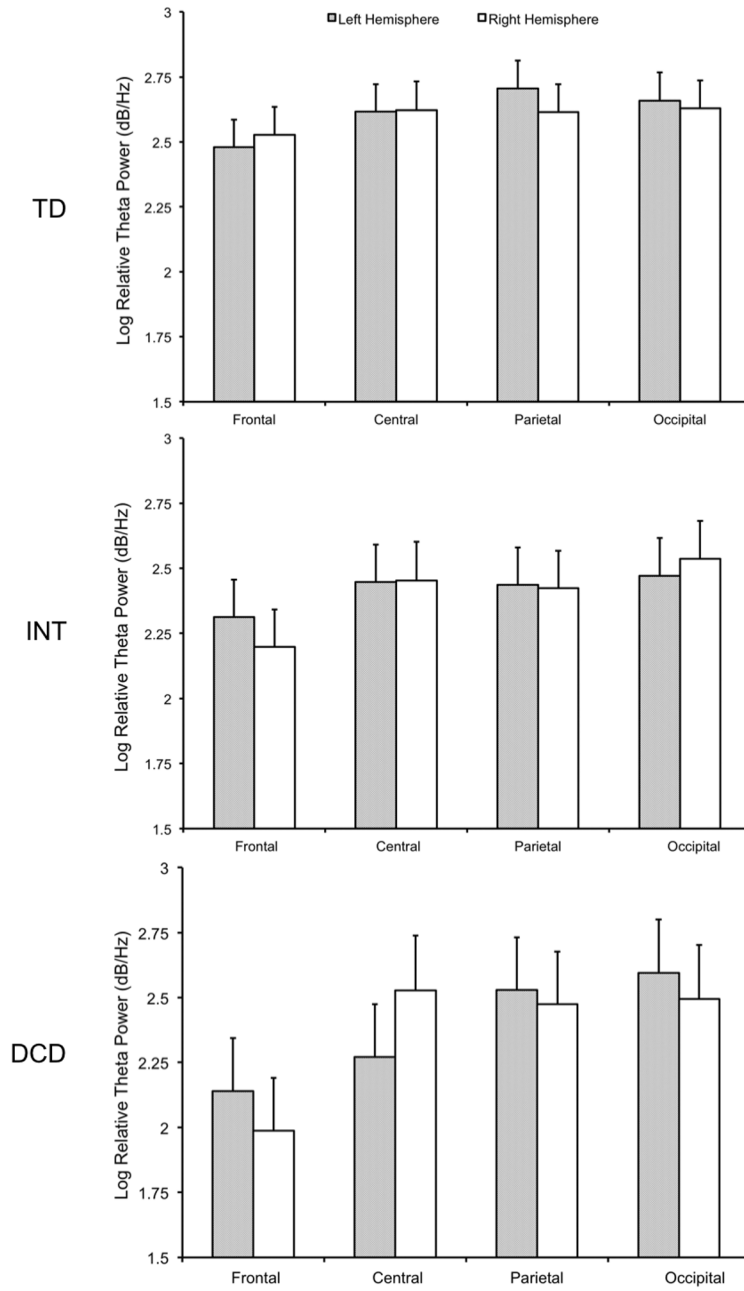 Left Hemisphere Right Hemisphere
TD
Log Relative Theta Power (dB/Hz)
3
2.75
2.5
2.25
2
1.75
1.5
Frontal Central Parietal Occipital
INT
Log Relative Theta Power (dB/Hz)
3
2.75
2.5
2.25
2
1.75
1.5
Frontal Central Parietal Occipital
DCD
Log Relative Theta Power (dB/Hz)
3
2.75
2.5
2.25
2
1.75
1.5
Frontal Central Parietal Occipital